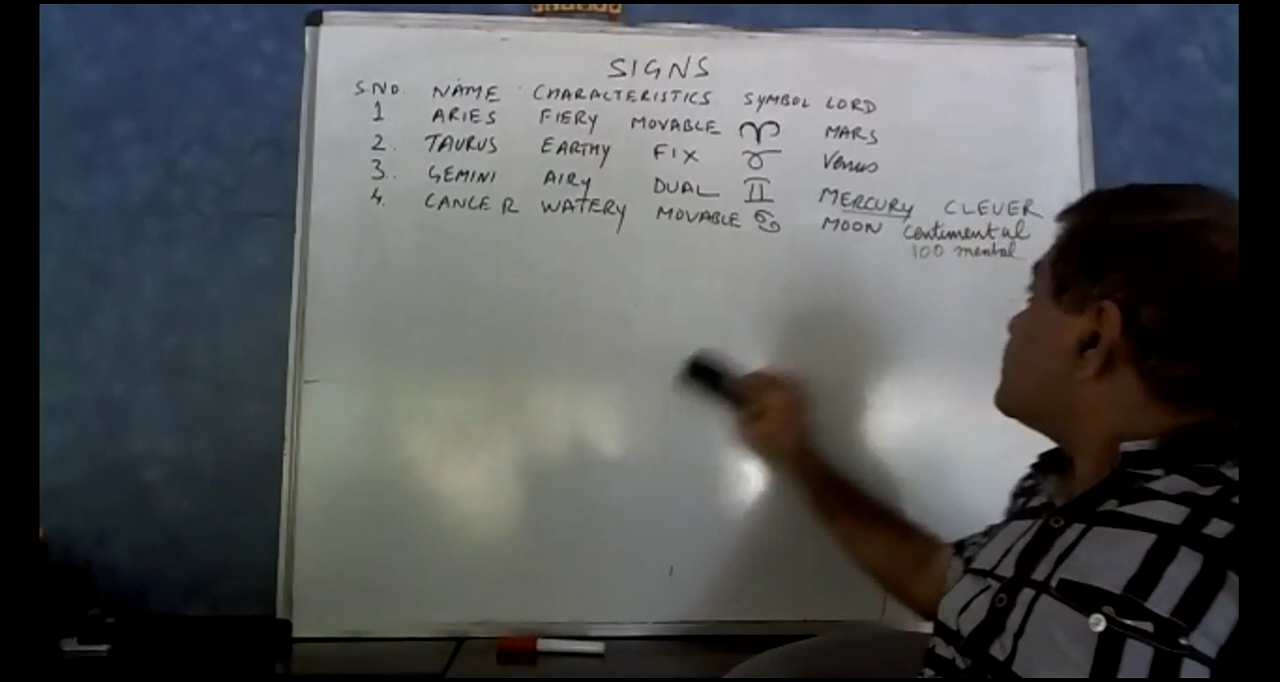 SIGNS
S.NO. NAME CHARACTERISTICS SYMBOL LORD
1 ARIES FIERY MOVABLE ♈ MARS
2. TAURUS EARTHY FIX ♉ Venus
3.. GEMINI AIRY DUAL ♊ MERCURY CLEVER
4. CANCER WATERY MOVABLE ♋ MOON Centimental
100 mental